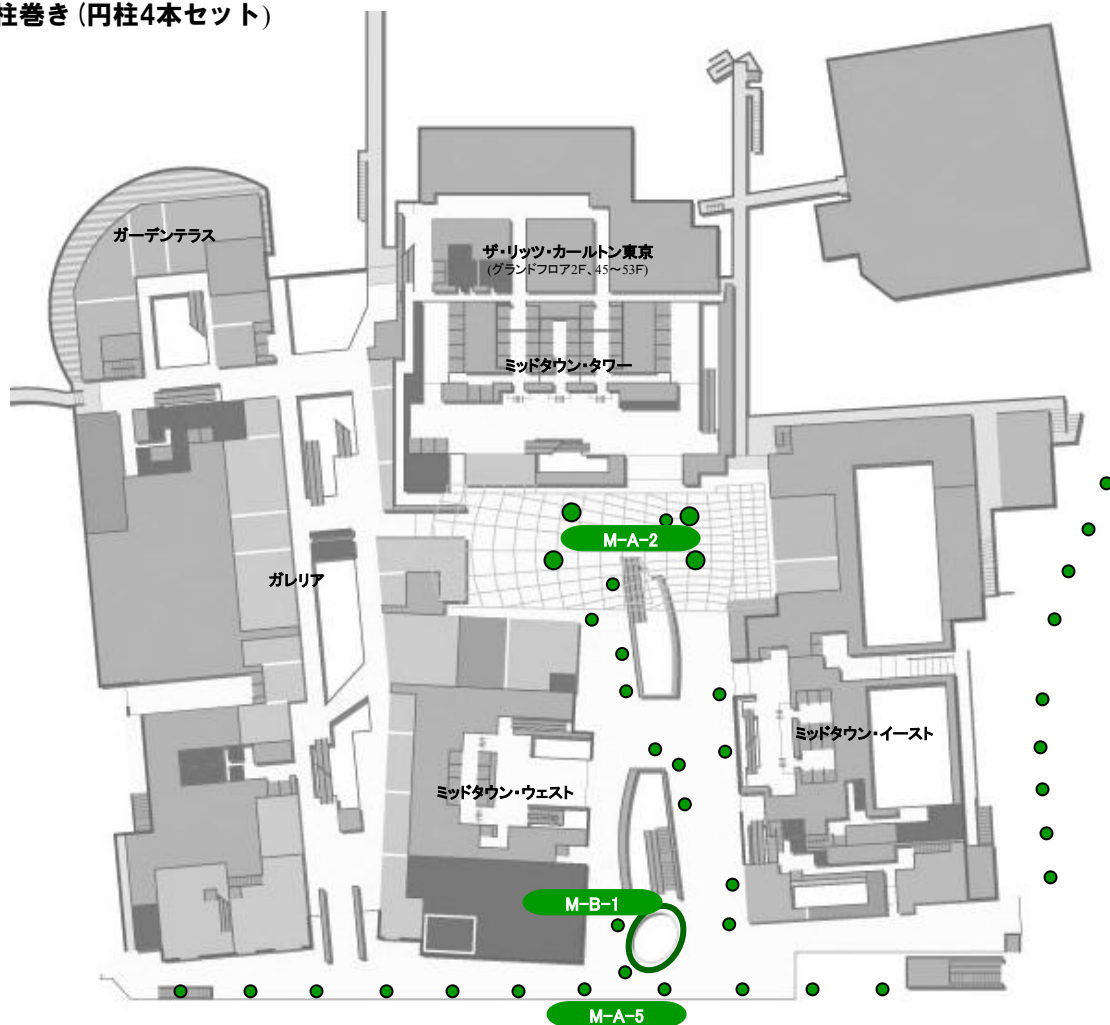 柱巻き (円柱4本セット)
ガーデンテラス
ザ・リッツ・カールトン東京
(グランドフロア2F、45～53F)
ミッドタウン・タワー
M-A-2
ガレリア
ミッドタウン・イースト
ミッドタウン・ウェスト
M-B-1
M-A-5